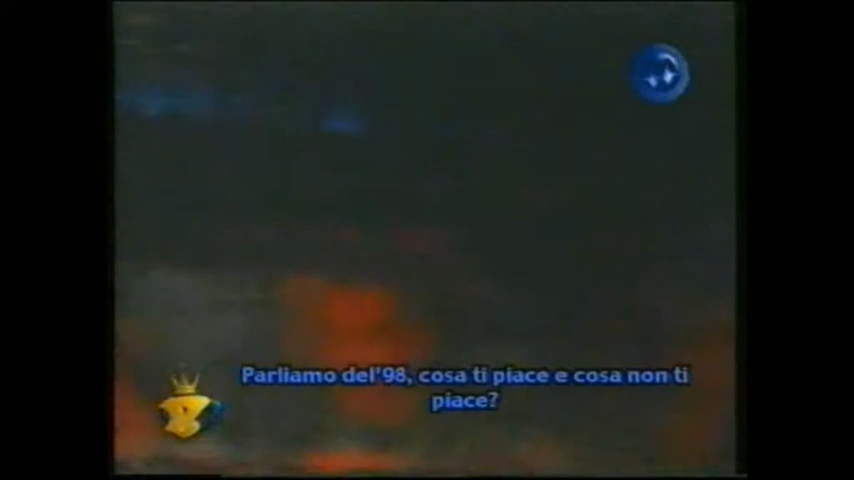 Parliamo del'98, cosa ti piace e cosa non ti
piace?